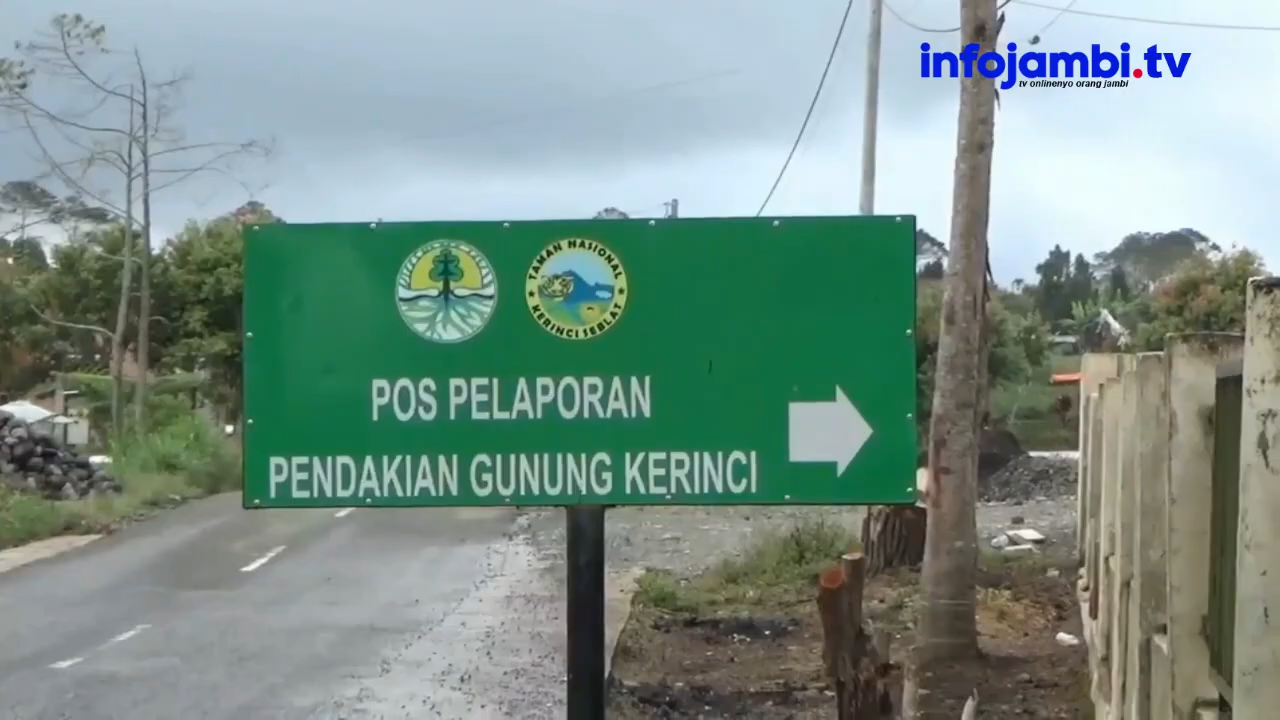 infojambi.tv
tv onlinenyo orang jambi
TAMAN NASIONAL
KERINCI SEBLAT
POS PELAPORAN
PENDAKIAN GUNUNG KERINCI